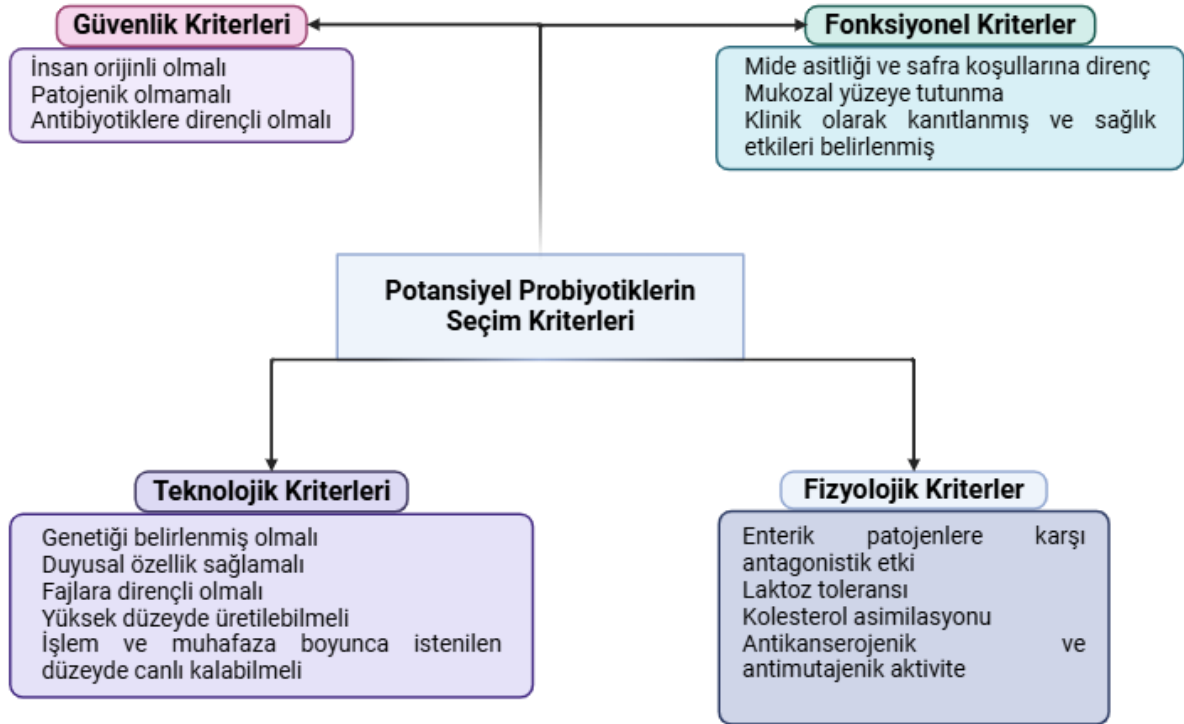 Güvenlik Kriterleri
İnsan orijinli olmalı
Patojenik olmamalı
Antibiyotiklere dirençli olmalı
Fonksiyonel Kriterler
Mide asitliği ve safra koşullarına direnç
Mukozal yüzeye tutunma
Klinik olarak kanıtlanmış ve sağlık
etkileri belirlenmiş
Potansiyel Probiyotiklerin
Seçim Kriterleri
Teknolojik Kriterleri
Genetiği belirlenmiş olmalı
Duyusal özellik sağlamalı
Fajlara dirençli olmalı
Yüksek düzeyde üretilebilmeli
İşlem ve muhafaza boyunca istenilen
düzeyde canlı kalabilmeli
Fizyolojik Kriterler
Enterik patojenlere karşı
antagonistik etki
Laktoz toleransı
Kolesterol asimilasyonu
Antikanserojenik ve
antimutajenik aktivite